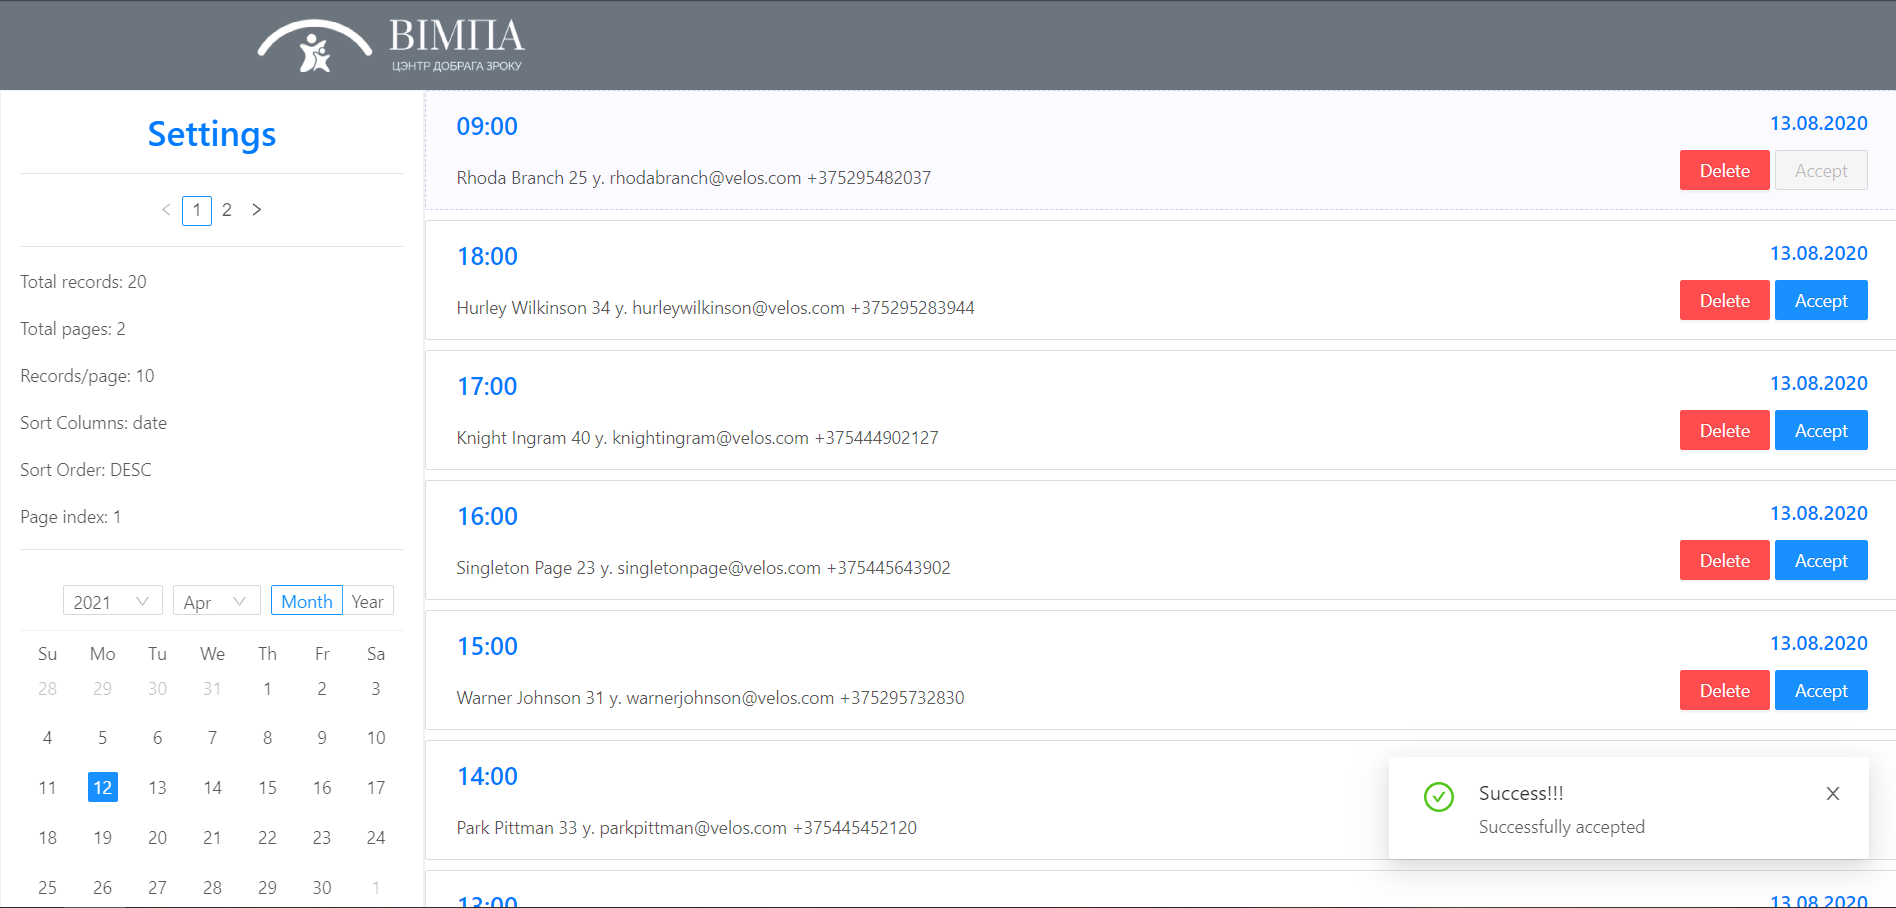 ВІМПА
ЦЭНТР ДОБРАГА ЗРОКУ
Settings
1 2
Total records: 20
Total pages: 2
Records/page: 10
Sort Columns: date
Sort Order: DESC
Page index: 1
2021 Apr Month Year
Su Mo Tu We Th Fr Sa
28 29 30 31 1 2 3
4 5 6 7 8 9 10
11 12 13 14 15 16 17
18 19 20 21 22 23 24
25 26 27 28 29 30 1
09:00 13.08.2020
Rhoda Branch 25 y. rhodabranch@velos.com +375295482037 Delete Accept
18:00 13.08.2020
Hurley Wilkinson 34 y. hurleywilkinson@velos.com +375295283944 Delete Accept
17:00 13.08.2020
Knight Ingram 40 y. knightingram@velos.com +375444902127 Delete Accept
16:00 13.08.2020
Singleton Page 23 y. singletonpage@velos.com +375445643902 Delete Accept
15:00 13.08.2020
Warner Johnson 31 y. warnerjohnson@velos.com +375295732830 Delete Accept
14:00
Park Pittman 33 y. parkpittman@velos.com +375445452120
Success!!!
Successfully accepted
13:00 13.08.2020